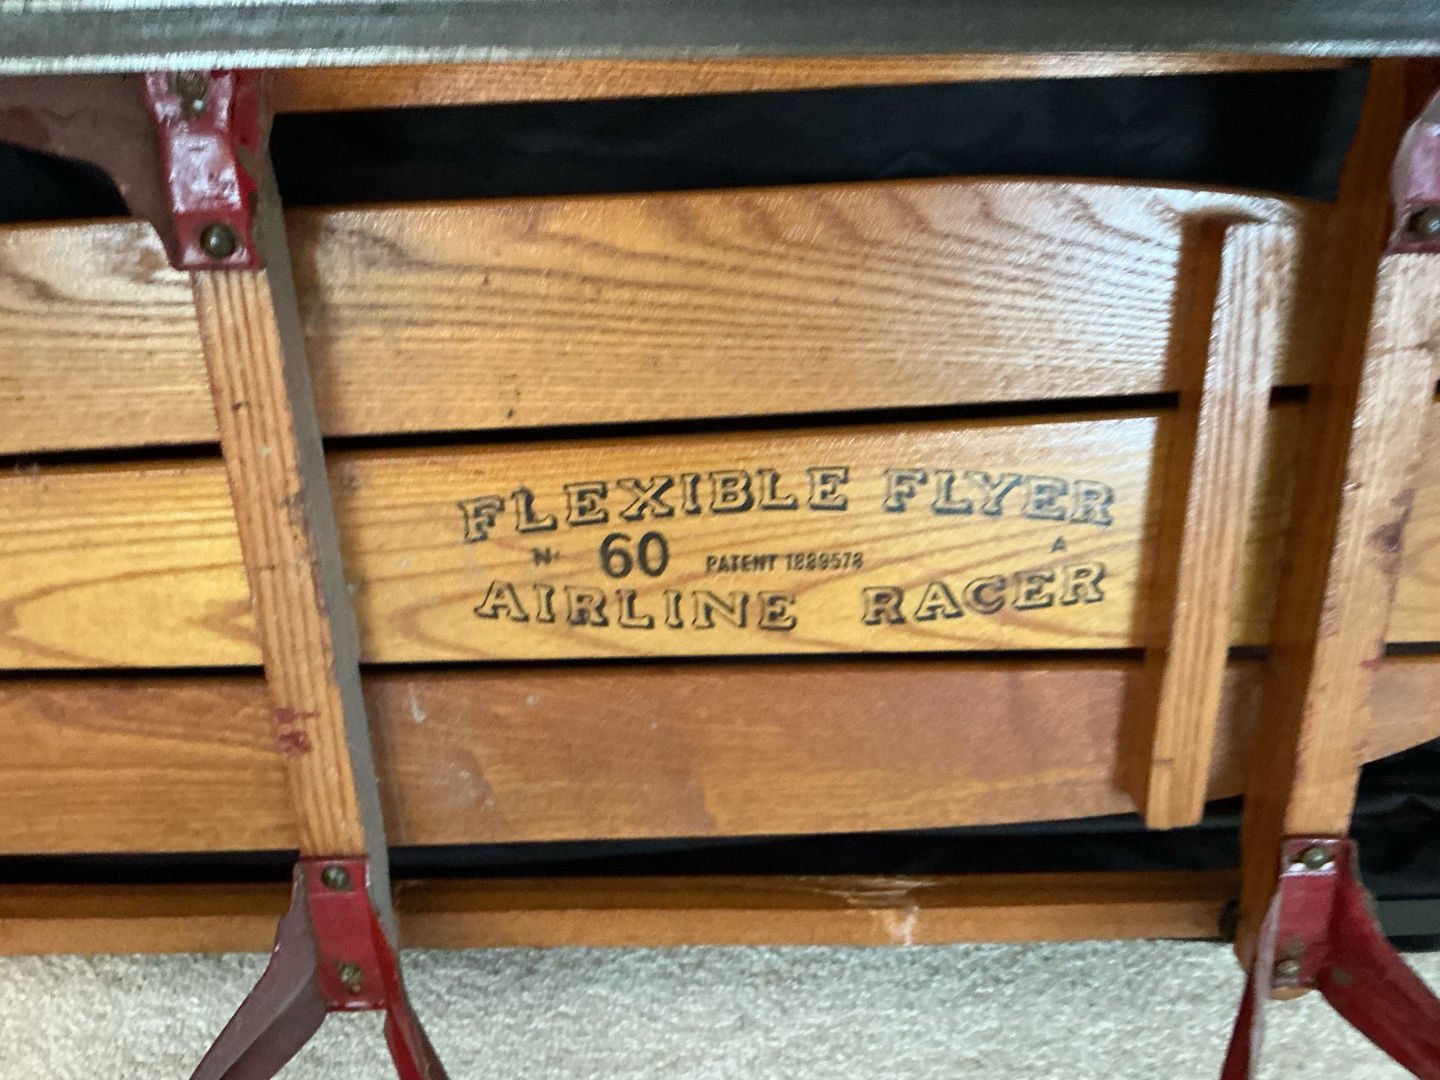 FLEXIBLE FLYER
No 60 PATENT 1889578 A
AIRLINE RACER